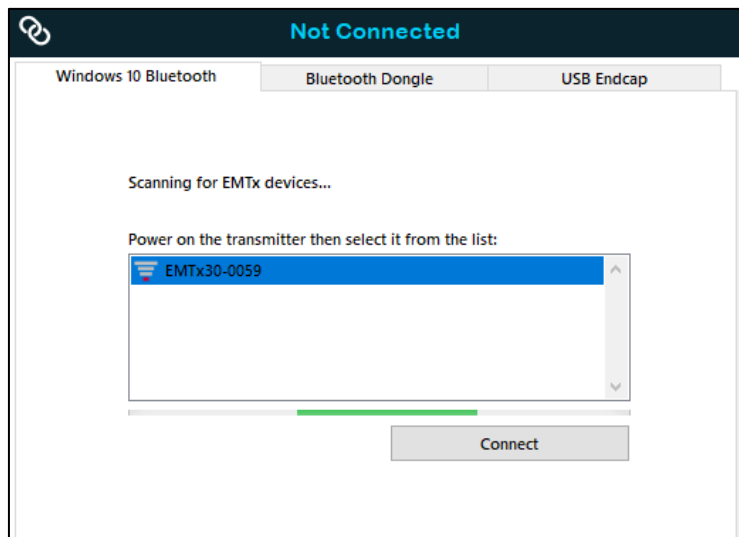 Not Connected
Windows 10 Bluetooth
Bluetooth Dongle
USB Endcap
Scanning for EMTx devices...
Power on the transmitter then select it from the list:
EMTx30-0059
Connect